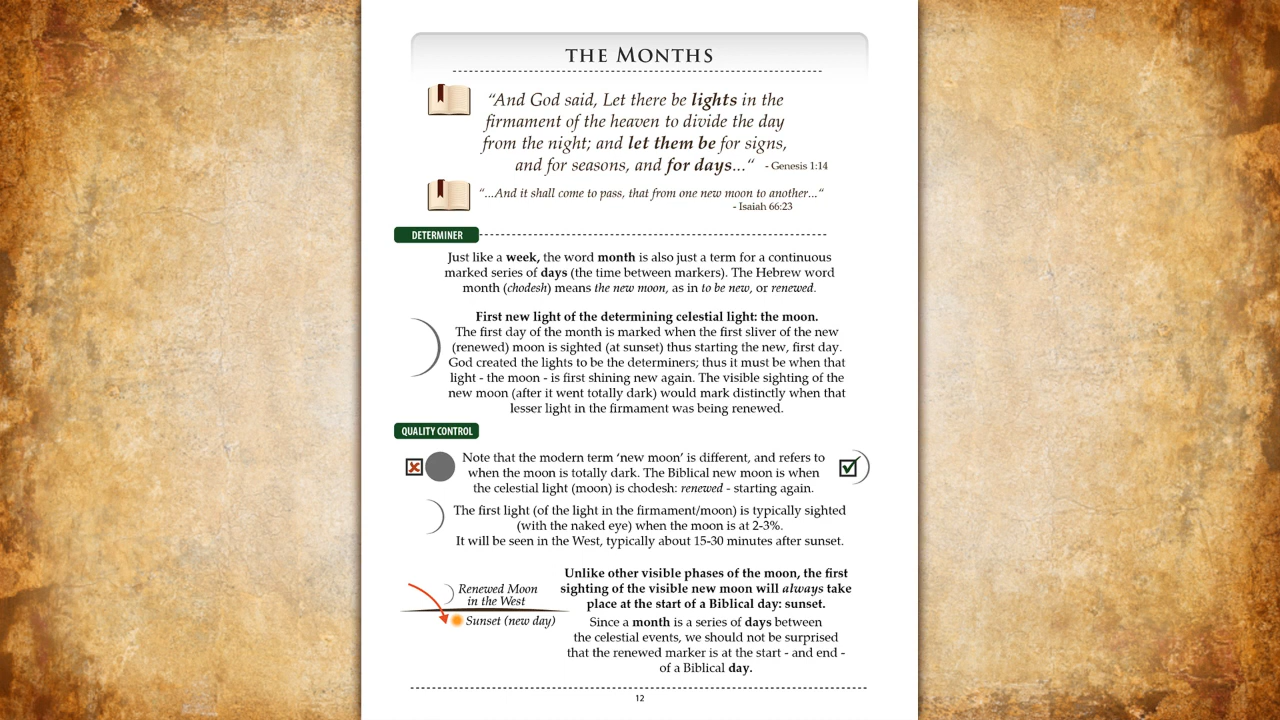 THE MONTHS
“And God said, Let there be lights in the
firmament of the heaven to divide the day
from the night; and let them be for signs,
and for seasons, and for days...“ - Genesis 1:14
“...And it shall come to pass, that from one new moon to another...“
- Isaiah 66:23
DETERMINER
Just like a week, the word month is also just a term for a continuous
marked series of days (the time between markers). The Hebrew word
month (chodesh) means the new moon, as in to be new, or renewed.
First new light of the determining celestial light: the moon.
The first day of the month is marked when the first sliver of the new
(renewed) moon is sighted (at sunset) thus starting the new, first day.
God created the lights to be the determiners; thus it must be when that
light - the moon - is first shining new again. The visible sighting of the
new moon (after it went totally dark) would mark distinctly when that
lesser light in the firmament was being renewed.
QUALITY CONTROL
Note that the modern term ‘new moon’ is different, and refers to
when the moon is totally dark. The Biblical new moon is when
the celestial light (moon) is chodesh: renewed - starting again.
The first light (of the light in the firmament/moon) is typically sighted
(with the naked eye) when the moon is at 2-3%.
It will be seen in the West, typically about 15-30 minutes after sunset.
Renewed Moon
in the West
Sunset (new day)
Unlike other visible phases of the moon, the first
sighting of the visible new moon will always take
place at the start of a Biblical day: sunset.
Since a month is a series of days between
the celestial events, we should not be surprised
that the renewed marker is at the start - and end -
of a Biblical day.
12